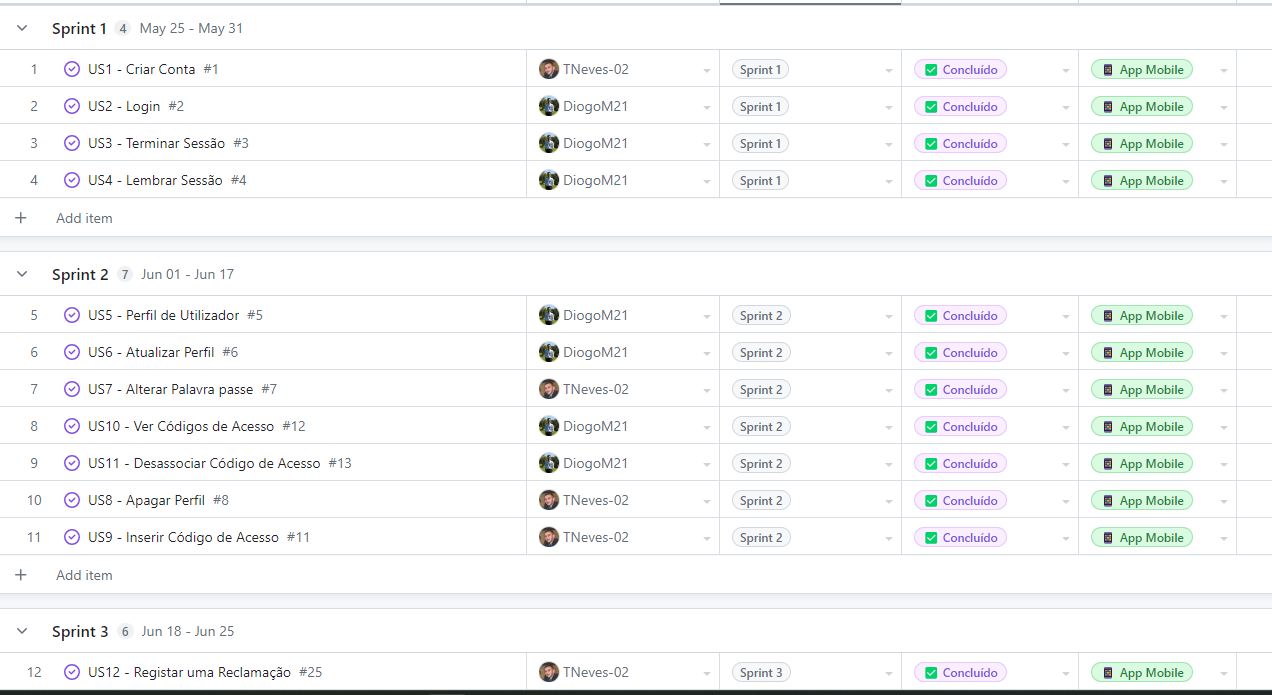 Sprint 1 4 May 25 - May 31
1 US1 - Criar Conta #1 TNeves-02 Sprint 1 Concluído App Mobile
2 US2 - Login #2 DiogoM21 Sprint 1 Concluído App Mobile
3 US3 - Terminar Sessão #3 DiogoM21 Sprint 1 Concluído App Mobile
4 US4 - Lembrar Sessão #4 DiogoM21 Sprint 1 Concluído App Mobile
+ Add item
Sprint 2 7 Jun 01 - Jun 17
5 US5 - Perfil de Utilizador #5 DiogoM21 Sprint 2 Concluído App Mobile
6 US6 - Atualizar Perfil #6 DiogoM21 Sprint 2 Concluído App Mobile
7 US7 - Alterar Palavra passe #7 TNeves-02 Sprint 2 Concluído App Mobile
8 US10 - Ver Códigos de Acesso #12 DiogoM21 Sprint 2 Concluído App Mobile
9 US11 - Desassociar Código de Acesso #13 DiogoM21 Sprint 2 Concluído App Mobile
10 US8 - Apagar Perfil #8 TNeves-02 Sprint 2 Concluído App Mobile
11 US9 - Inserir Código de Acesso #11 TNeves-02 Sprint 2 Concluído App Mobile
+ Add item
Sprint 3 6 Jun 18 - Jun 25
12 US12 - Registar uma Reclamação #25 TNeves-02 Sprint 3 Concluído App Mobile